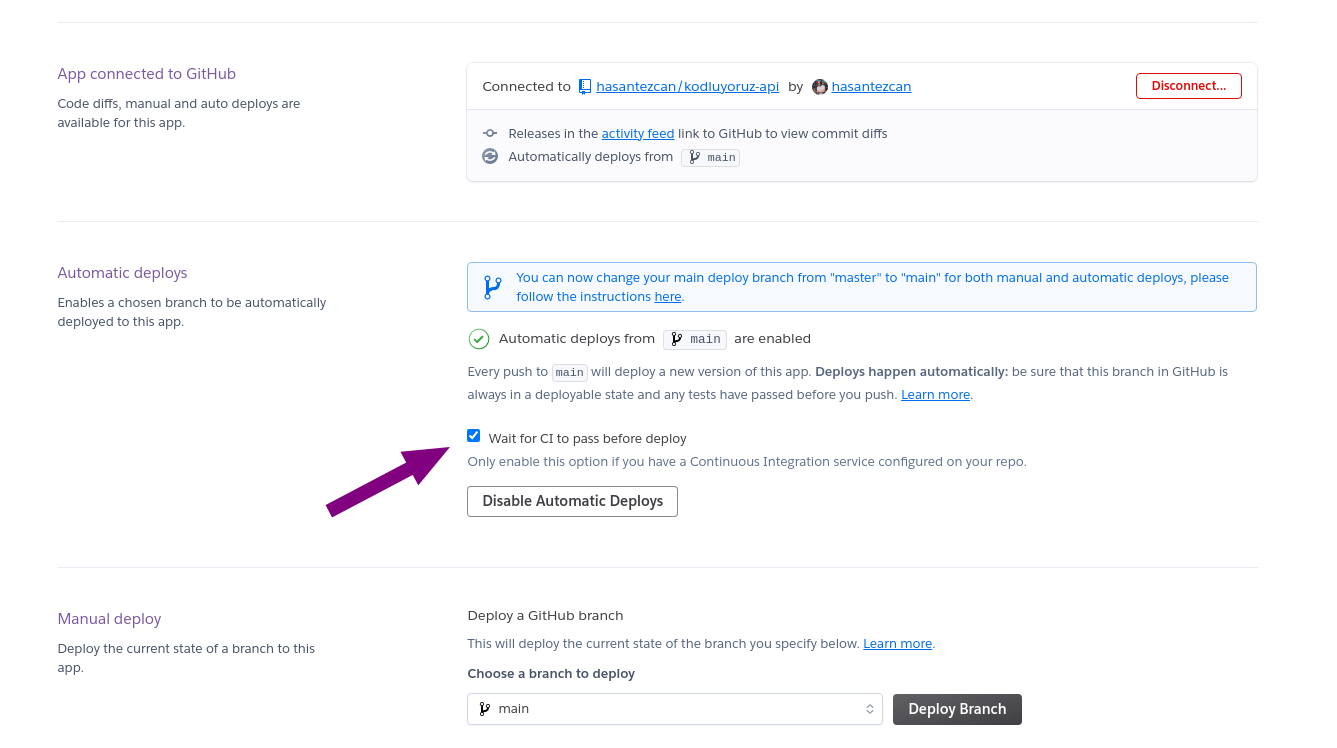 App connected to GitHub
Code diffs, manual and auto deploys are
available for this app.
Connected to hasantezcan/kodluyoruz-api by hasantezcan
Disconnect...
Releases in the activity feed link to GitHub to view commit diffs
Automatically deploys from main
Automatic deploys
Enables a chosen branch to be automatically
deployed to this app.
You can now change your main deploy branch from "master" to "main" for both manual and automatic deploys, please
follow the instructions here.
Automatic deploys from main are enabled
Every push to main will deploy a new version of this app. Deploys happen automatically: be sure that this branch in GitHub is
always in a deployable state and any tests have passed before you push. Learn more.
Wait for CI to pass before deploy
Only enable this option if you have a Continuous Integration service configured on your repo.
Disable Automatic Deploys
Manual deploy
Deploy the current state of a branch to this
app.
Deploy a GitHub branch
This will deploy the current state of the branch you specify below. Learn more.
Choose a branch to deploy
main
Deploy Branch